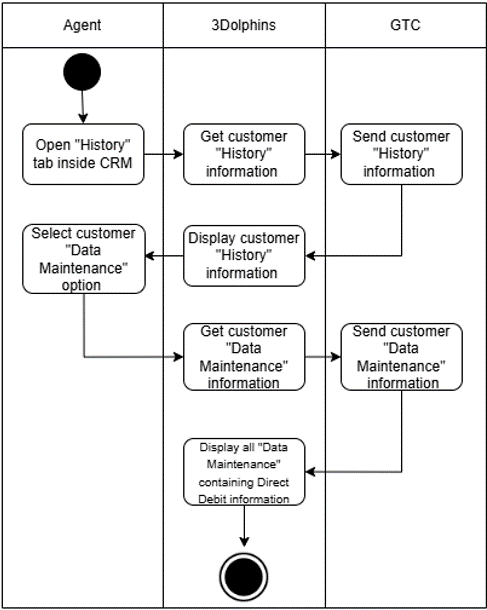 Agent
3Dolphins
GTC
Open "History"
tab inside CRM
Get customer
"History"
information
Send customer
"History"
information
Select customer
"Data
Maintenance"
option
Display customer
"History"
information
Get customer
"Data
Maintenance"
information
Send customer
"Data
Maintenance"
information
Display all "Data
Maintenance"
containing Direct
Debit information